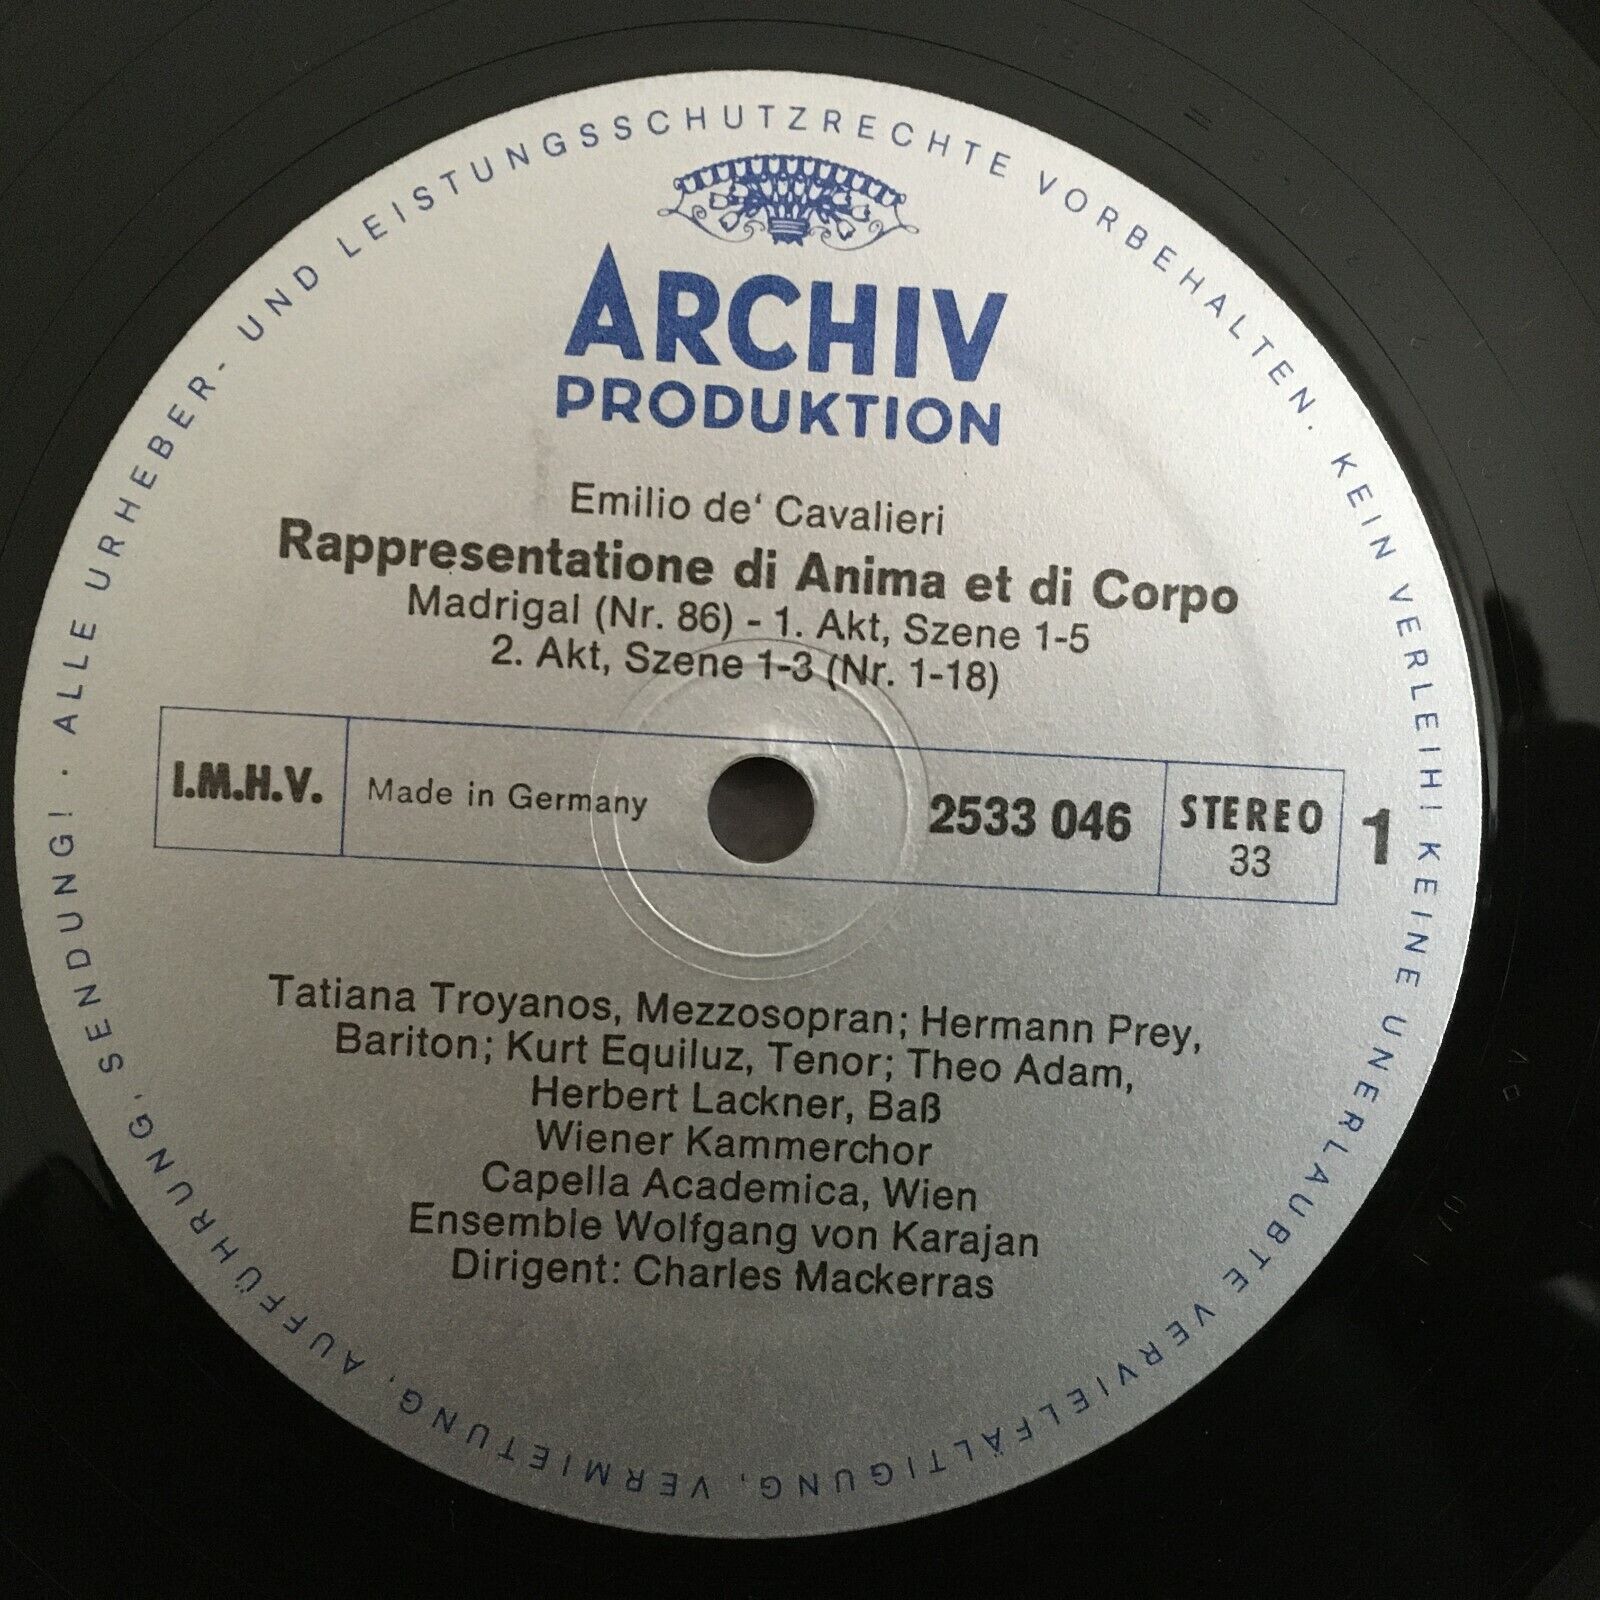 ALLE URHEBER- UND LEISTUNGSSCHUTZRECHTE VORBEHALTEN. KEIN VERLEIH! KEINE UNERLAUBTE VERVIELFÄLTIGUNG, VERMIETUNG, AUFFÜHRUNG, SENDUNG! ·
ARCHIV
PRODUKTION
Emilio de' Cavalieri
Rappresentatione di Anima et di Corpo
Madrigal (Nr. 86) - 1. Akt, Szene 1-5
2. Akt, Szene 1-3 (Nr. 1-18)
I.M.H.V.
Made in Germany
2533 046
STEREO
33
1
Tatiana Troyanos, Mezzosopran; Hermann Prey,
Bariton; Kurt Equiluz, Tenor; Theo Adam,
Herbert Lackner, Baß
Wiener Kammerchor
Capella Academica, Wien
Ensemble Wolfgang von Karajan
Dirigent: Charles Mackerras